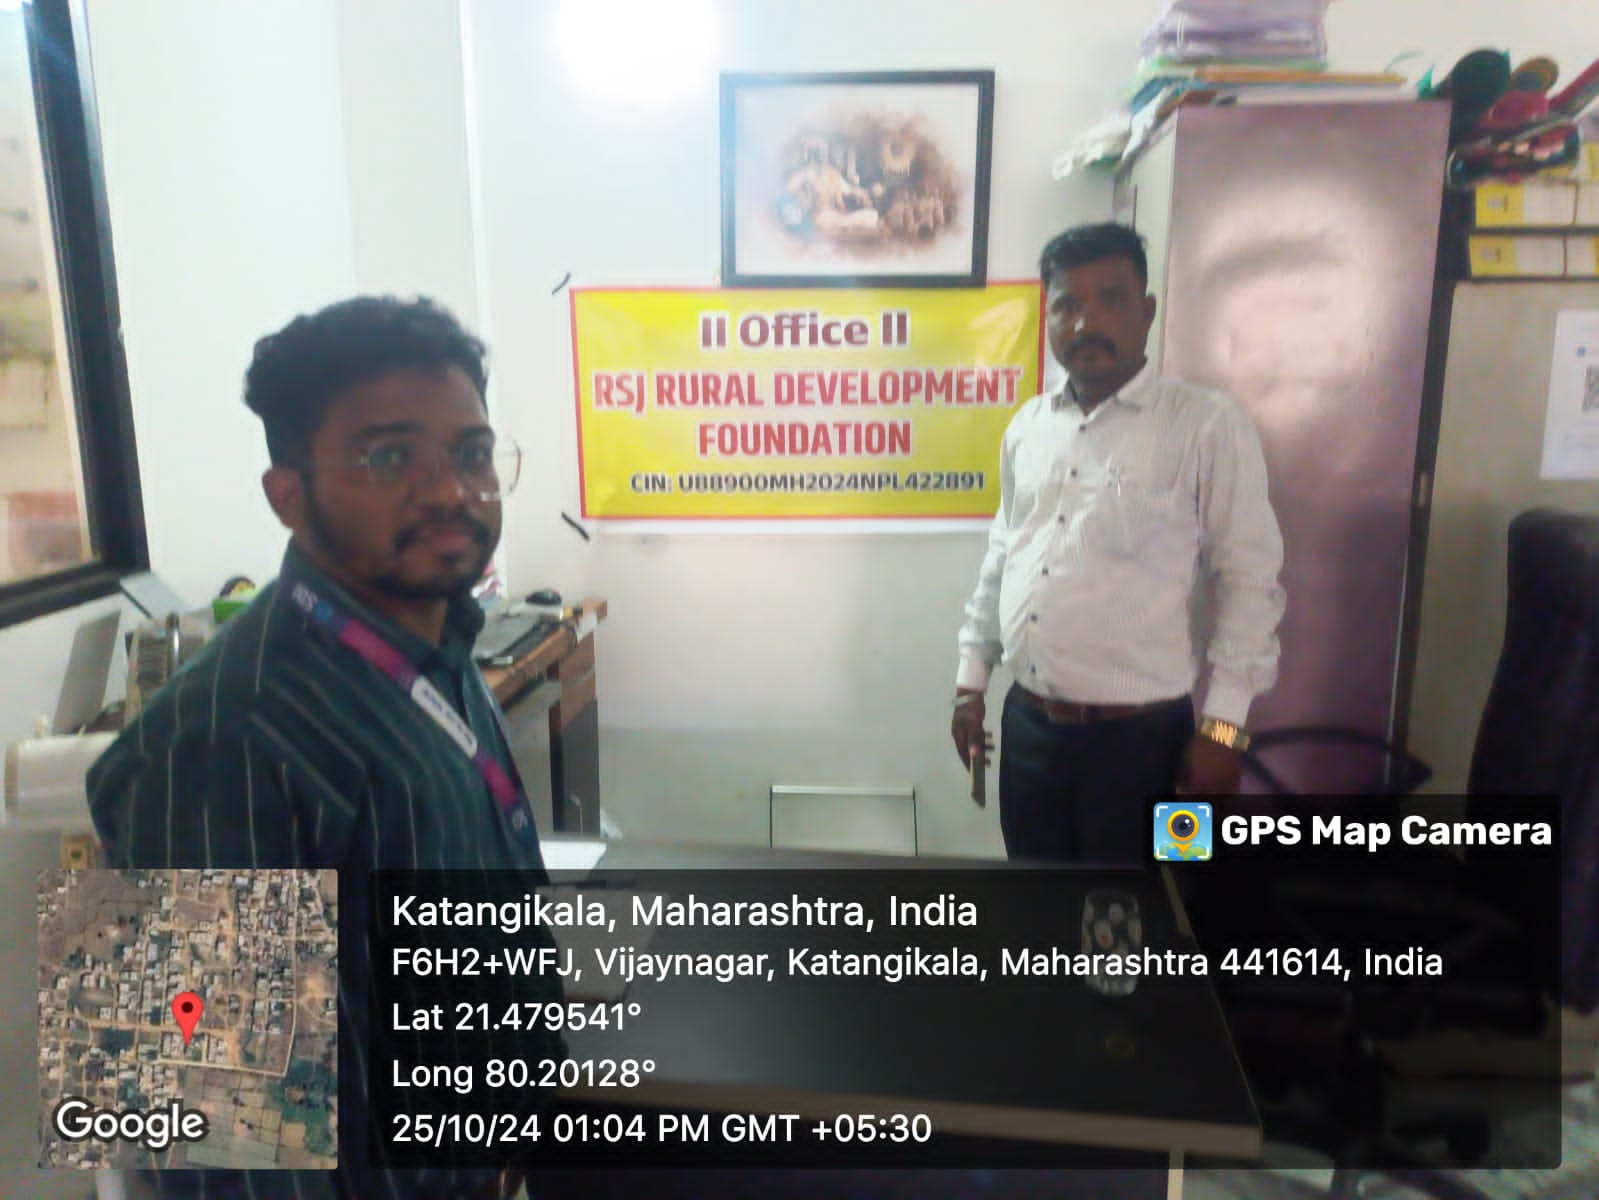 II Office II
RSJ RURAL DEVELOPMENT
FOUNDATION
CIN: U88900MH2024NPL422891
GPS Map Camera
Katangikala, Maharashtra, India
F6H2+WFJ, Vijaynagar, Katangikala, Maharashtra 441614, India
Lat 21.479541°
Long 80.20128°
25/10/24 01:04 PM GMT +05:30
Google